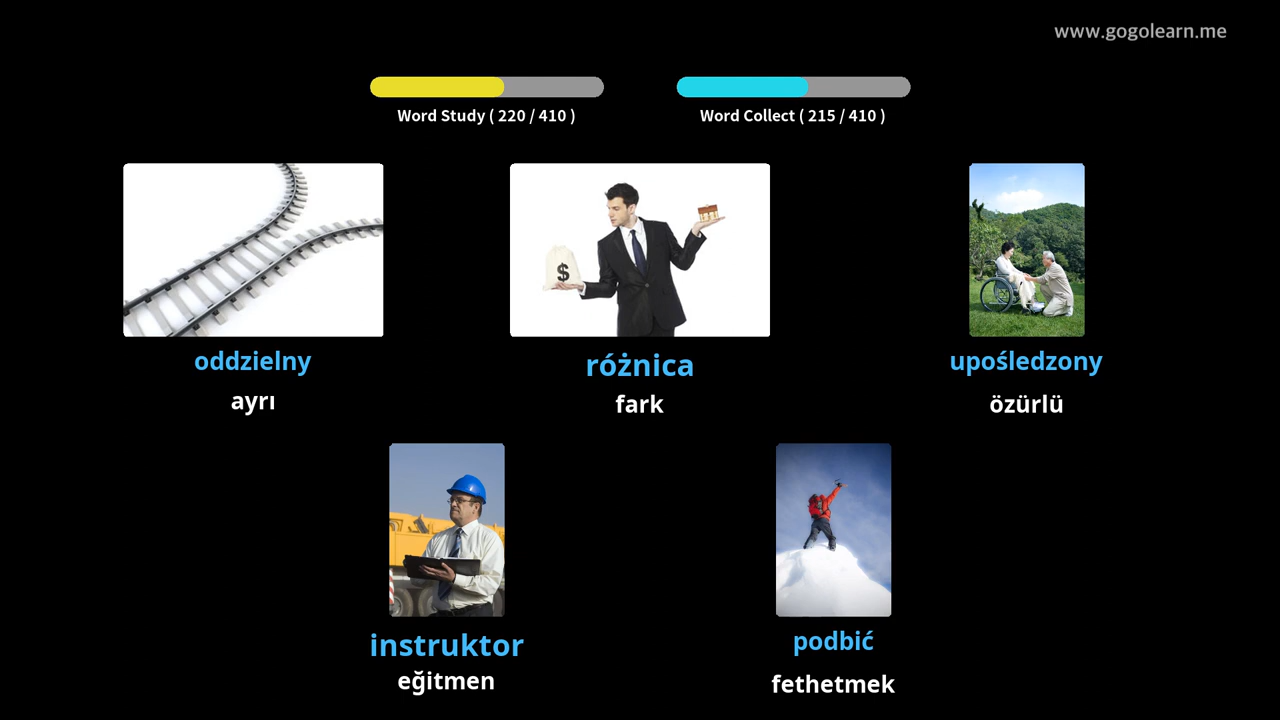 www.gogolearn.me
Word Study ( 220 / 410 )
Word Collect ( 215 / 410 )
oddzielny
ayrı
różnica
fark
upośledzony
özürlü
instruktor
eğitmen
podbić
fethetmek